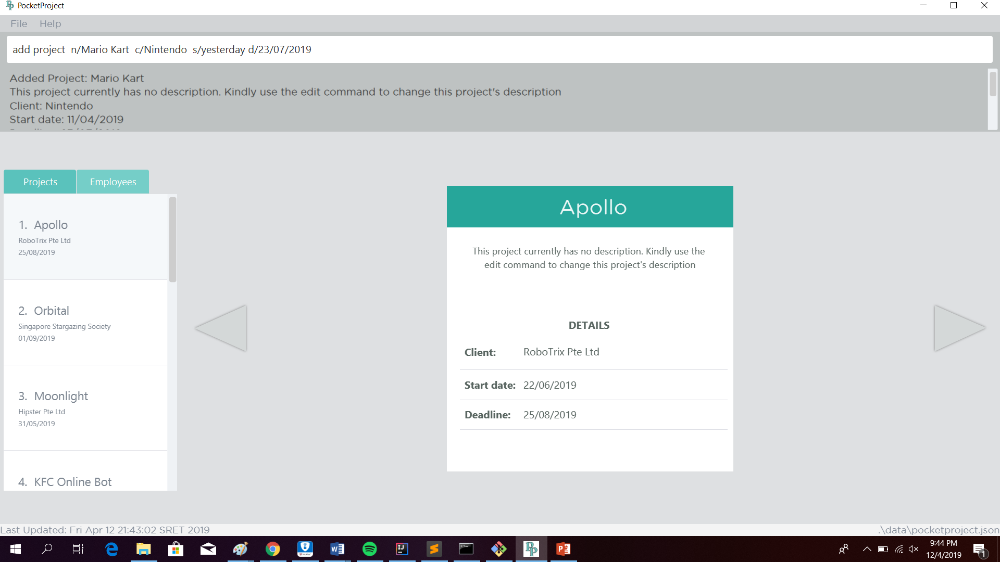 PocketProject
File Help
add project n/Mario Kart c/Nintendo s/yesterday d/23/07/2019
Added Project: Mario Kart
This project currently has no description. Kindly use the edit command to change this project's description
Client: Nintendo
Start date: 11/04/2019
Projects Employees
1. Apollo
RoboTrix Pte Ltd
25/08/2019
2. Orbital
Singapore Stargazing Society
01/09/2019
3. Moonlight
Hipster Pte Ltd
31/05/2019
4. KFC Online Bot
Apollo
This project currently has no description. Kindly use the
edit command to change this project's description
DETAILS
Client: RoboTrix Pte Ltd
Start date: 22/06/2019
Deadline: 25/08/2019
Last Updated: Fri Apr 12 21:43:02 SRET 2019
.\data\pocketproject.json
9:44 PM
12/4/2019
1